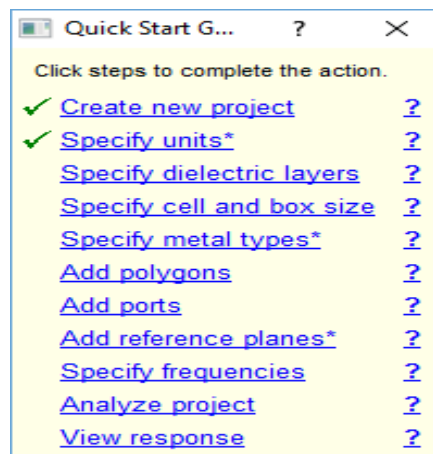 Quick Start G... ?
Click steps to complete the action.
Create new project ?
Specify units* ?
Specify dielectric layers ?
Specify cell and box size ?
Specify metal types* ?
Add polygons ?
Add ports ?
Add reference planes* ?
Specify frequencies ?
Analyze project ?
View response ?